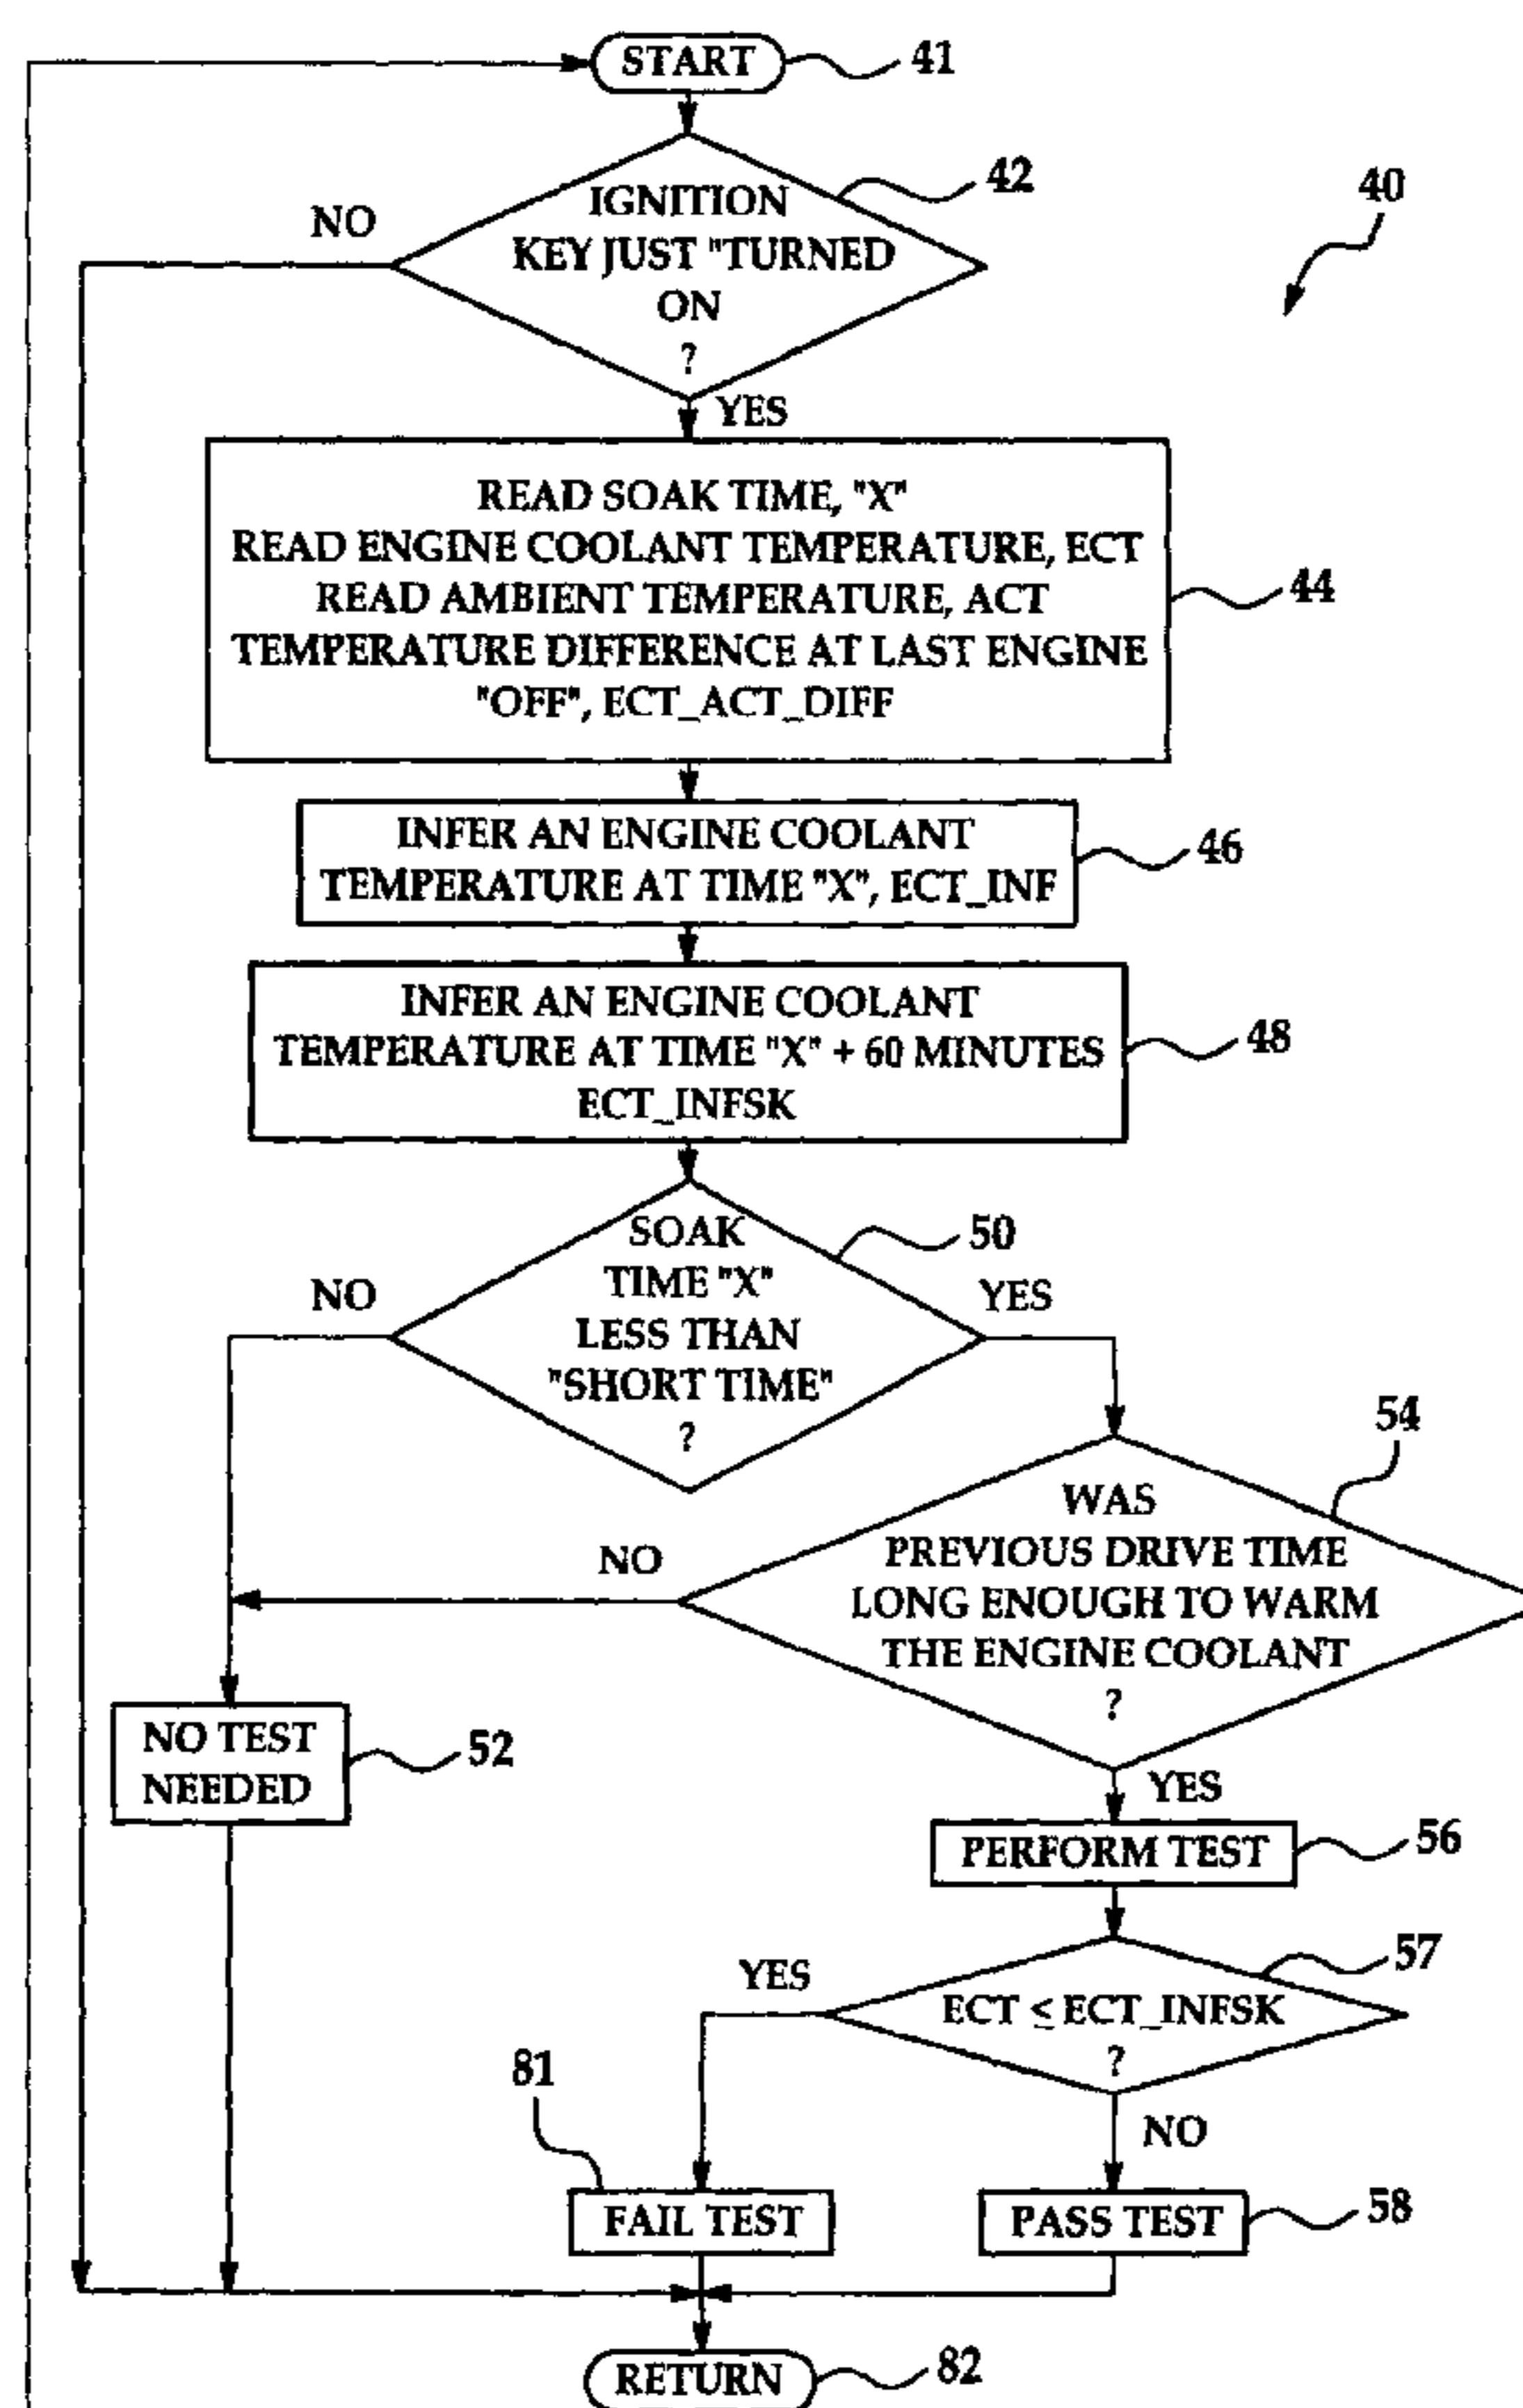 START
41
42
IGNITION
KEY JUST "TURNED
ON
?
NO
YES
40
READ SOAK TIME, "X"
READ ENGINE COOLANT TEMPERATURE, ECT
READ AMBIENT TEMPERATURE, ACT
TEMPERATURE DIFFERENCE AT LAST ENGINE
"OFF", ECT_ACT_DIFF
44
INFER AN ENGINE COOLANT
TEMPERATURE AT TIME "X", ECT_INF
46
INFER AN ENGINE COOLANT
TEMPERATURE AT TIME "X" + 60 MINUTES
ECT_INFSK
48
SOAK
TIME "X"
LESS THAN
"SHORT TIME"
?
50
NO
YES
54
WAS
PREVIOUS DRIVE TIME
LONG ENOUGH TO WARM
THE ENGINE COOLANT
?
NO
YES
NO TEST
NEEDED
52
PERFORM TEST
56
57
ECT ≤ ECT_INFSK
?
YES
NO
81
FAIL TEST
PASS TEST
58
RETURN
82